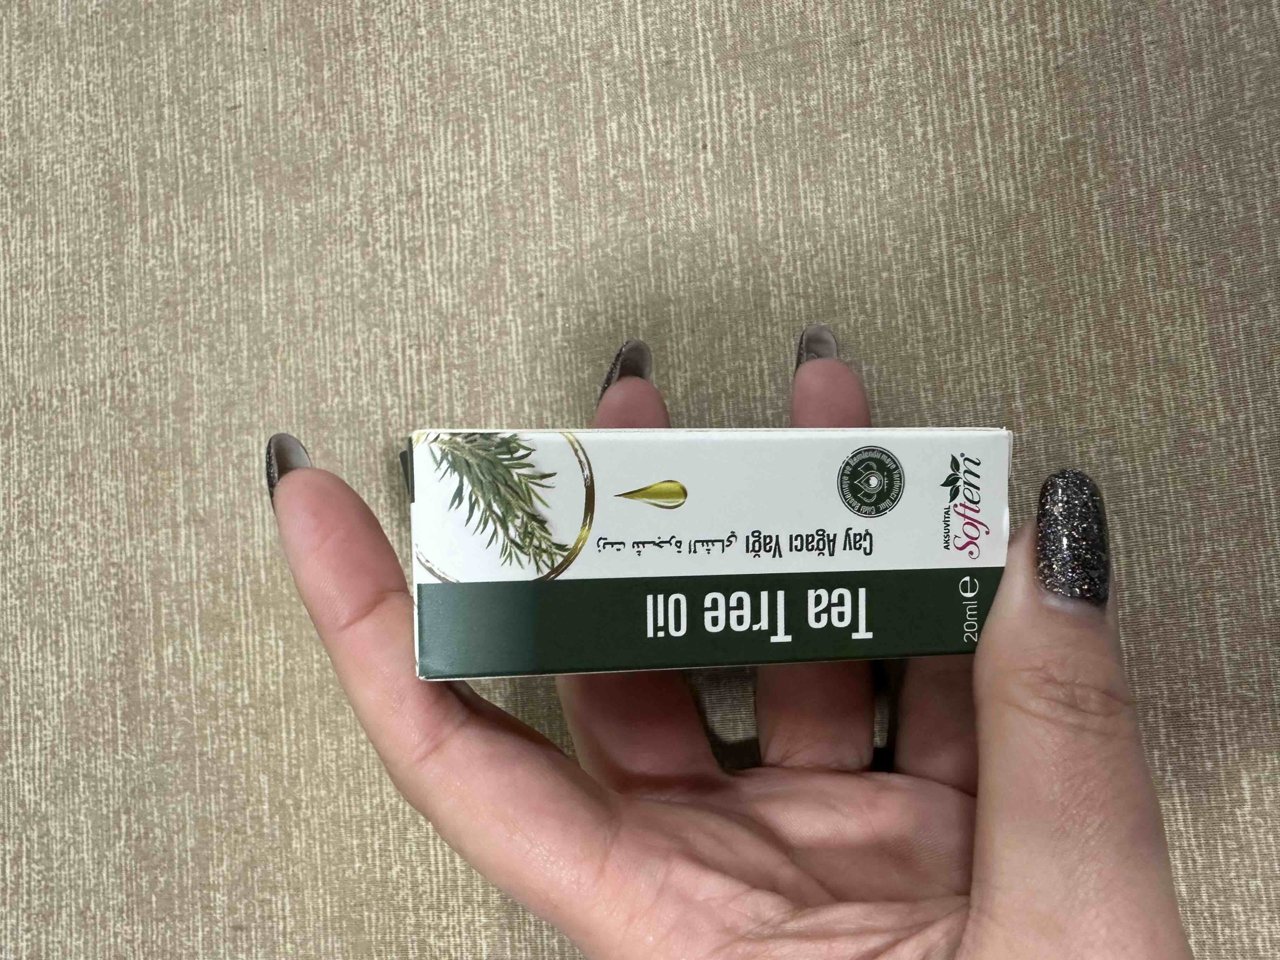 AKSUVİTAL
Softem®
Çay Ağacı Yağı
زيت شجرة الشاي
Tea Tree Oil
20ml e